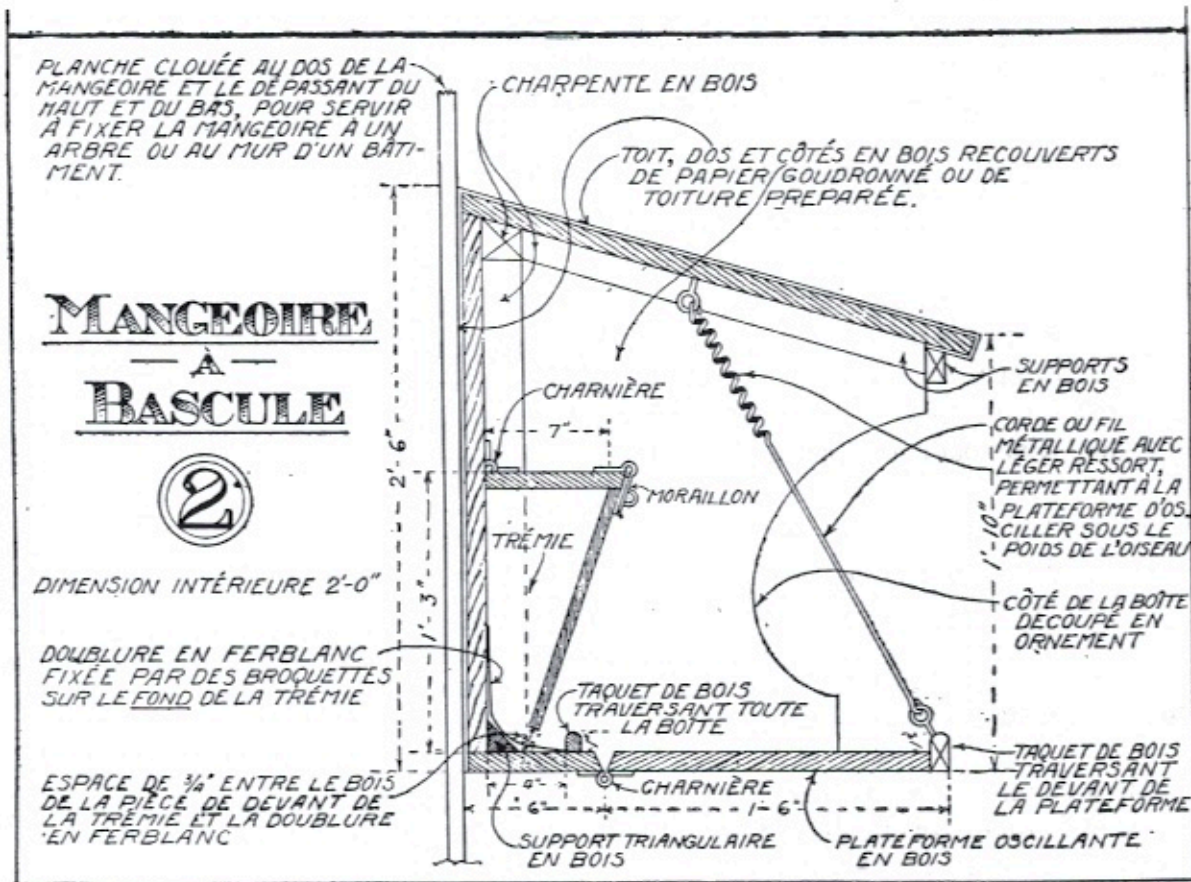 PLANCHE CLOUÉE AU DOS DE LA
MANGEOIRE ET LE DÉPASSANT DU
HAUT ET DU BAS, POUR SERVIR
À FIXER LA MANGEOIRE À UN
ARBRE OU AU MUR D'UN BÂTI-
MENT.
CHARPENTE EN BOIS
TOIT, DOS ET CÔTÉS EN BOIS RECOUVERTS
DE PAPIER GOUDRONNÉ OU DE
TOITURE PREPARÉE.
MANGEOIRE
— A —
BASCULE
2
DIMENSION INTÉRIEURE 2'-0"
2'-6"
CHARNIÈRE
7"
MORAILLON
TRÉMIE
1'-3"
SUPPORTS
EN BOIS
CORDE OU FIL
MÉTALLIQUE AVEC
LÉGER RESSORT,
PERMETTANT À LA
PLATEFORME D'OS-
CILLER SOUS LE
POIDS DE L'OISEAU
1'-10"
CÔTÉ DE LA BOÎTE
DECOUPÉ EN
ORNEMENT
DOUBLURE EN FERBLANC
FIXÉE PAR DES BROQUETTES
SUR LE FOND DE LA TRÉMIE
TAQUET DE BOIS
TRAVERSANT TOUTE
LA BOÎTE
ESPACE DE ¾" ENTRE LE BOIS
DE LA PIÈCE DE DEVANT DE
LA TRÉMIE ET LA DOUBLURE
EN FERBLANC
4"
6"
CHARNIÈRE
1'-6"
TAQUET DE BOIS
TRAVERSANT
LE DEVANT DE
LA PLATEFORME
SUPPORT TRIANGULAIRE
EN BOIS
PLATEFORME OSCILLANTE
EN BOIS